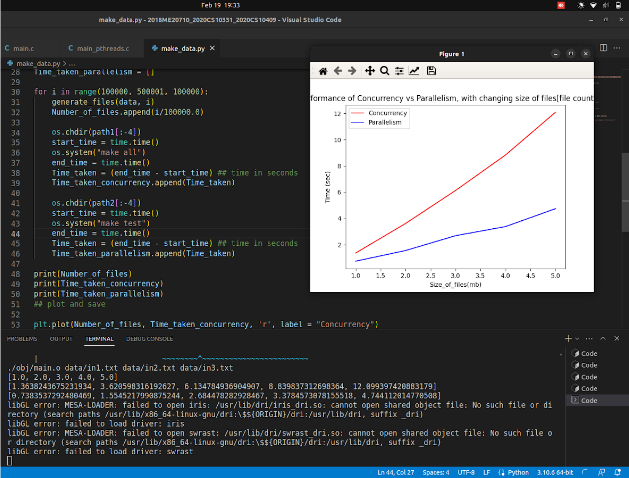 Feb 19 19:33
make_data.py - 2018ME20710_2020CS10331_2020CS10409 - Visual Studio Code
main.c
main_pthreads.c
make_data.py
make_data.py > ...
28 Time_taken_parallelism = []
29
30 for i in range(100000, 500001, 100000):
31 generate_files(data, i)
32 Number_of_files.append(i/100000.0)
33
34 os.chdir(path1[:-4])
35 start_time = time.time()
36 os.system("make all")
37 end_time = time.time()
38 Time_taken = (end_time - start_time) ## time in seconds
39 Time_taken_concurrency.append(Time_taken)
40
41 os.chdir(path2[:-4])
42 start_time = time.time()
43 os.system("make test")
44 end_time = time.time()
45 Time_taken = (end_time - start_time) ## time in seconds
46 Time_taken_parallelism.append(Time_taken)
47
48 print(Number_of_files)
49 print(Time_taken_concurrency)
50 print(Time_taken_parallelism)
51 ## plot and save
52
53 plt.plot(Number_of_files, Time_taken_concurrency, 'r', label = "Concurrency")
Figure 1
formance of Concurrency vs Parallelism, with changing size of files[file count
Concurrency
Parallelism
12
10
8
6
4
2
Time (sec)
1.0 1.5 2.0 2.5 3.0 3.5 4.0 4.5 5.0
Size_of_files(mb)
PROBLEMS OUTPUT TERMINAL DEBUG CONSOLE
| ~~~~~~~~^~~~~~~~~~~~~~~~~~~~~~~~
./obj/main.o data/in1.txt data/in2.txt data/in3.txt
[1.0, 2.0, 3.0, 4.0, 5.0]
[1.3638243675231934, 3.620598316192627, 6.134784936904907, 8.839837312698364, 12.099397420883179]
[0.7383537292480469, 1.5545217990875244, 2.684478282928467, 3.3784573078155518, 4.744112014770508]
libGL error: MESA-LOADER: failed to open iris: /usr/lib/dri/iris_dri.so: cannot open shared object file: No such file or di
rectory (search paths /usr/lib/x86_64-linux-gnu/dri:\$${ORIGIN}/dri:/usr/lib/dri, suffix _dri)
libGL error: failed to load driver: iris
libGL error: MESA-LOADER: failed to open swrast: /usr/lib/dri/swrast_dri.so: cannot open shared object file: No such file o
r directory (search paths /usr/lib/x86_64-linux-gnu/dri:\$${ORIGIN}/dri:/usr/lib/dri, suffix _dri)
libGL error: failed to load driver: swrast
Code
Code
Code
Code
Code
Ln 44, Col 27 Spaces: 4 UTF-8 LF Python 3.10.6 64-bit